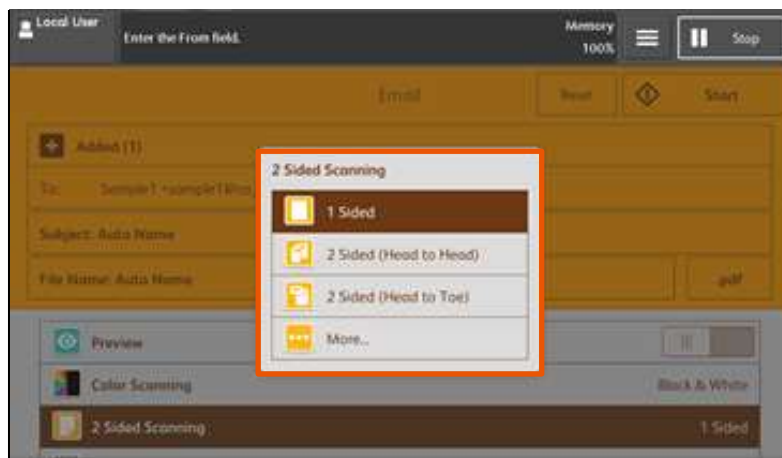 Local User
Enter the From field.
Memory
100%
Stop
Email
Reset
Start
Added (1)
To:
Subject: Auto Name
File Name: Auto Name
.pdf
2 Sided Scanning
1 Sided
2 Sided (Head to Head)
2 Sided (Head to Toe)
More...
Preview
Color Scanning
Black & White
2 Sided Scanning
1 Sided